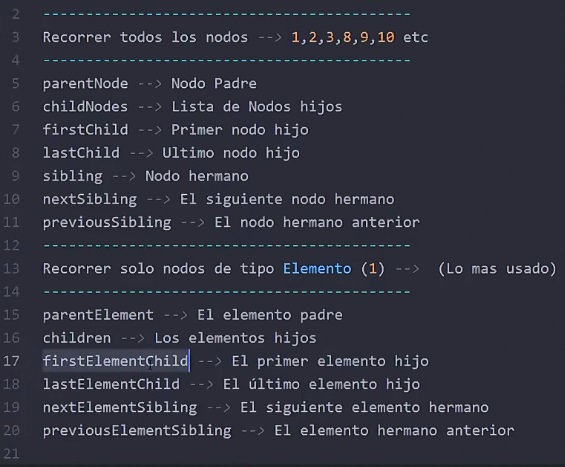 2 -----------------------------------------
3 Recorrer todos los nodos --> 1,2,3,8,9,10 etc
4 -----------------------------------------
5 parentNode --> Nodo Padre
6 childNodes --> Lista de Nodos hijos
7 firstChild --> Primer nodo hijo
8 lastChild --> Ultimo nodo hijo
9 sibling --> Nodo hermano
10 nextSibling --> El siguiente nodo hermano
11 previousSibling --> El nodo hermano anterior
12 -----------------------------------------
13 Recorrer solo nodos de tipo Elemento (1) --> (Lo mas usado)
14 -----------------------------------------
15 parentElement --> El elemento padre
16 children --> Los elementos hijos
17 firstElementChild --> El primer elemento hijo
18 lastElementChild --> El último elemento hijo
19 nextElementSibling --> El siguiente elemento hermano
20 previousElementSibling --> El elemento hermano anterior
21